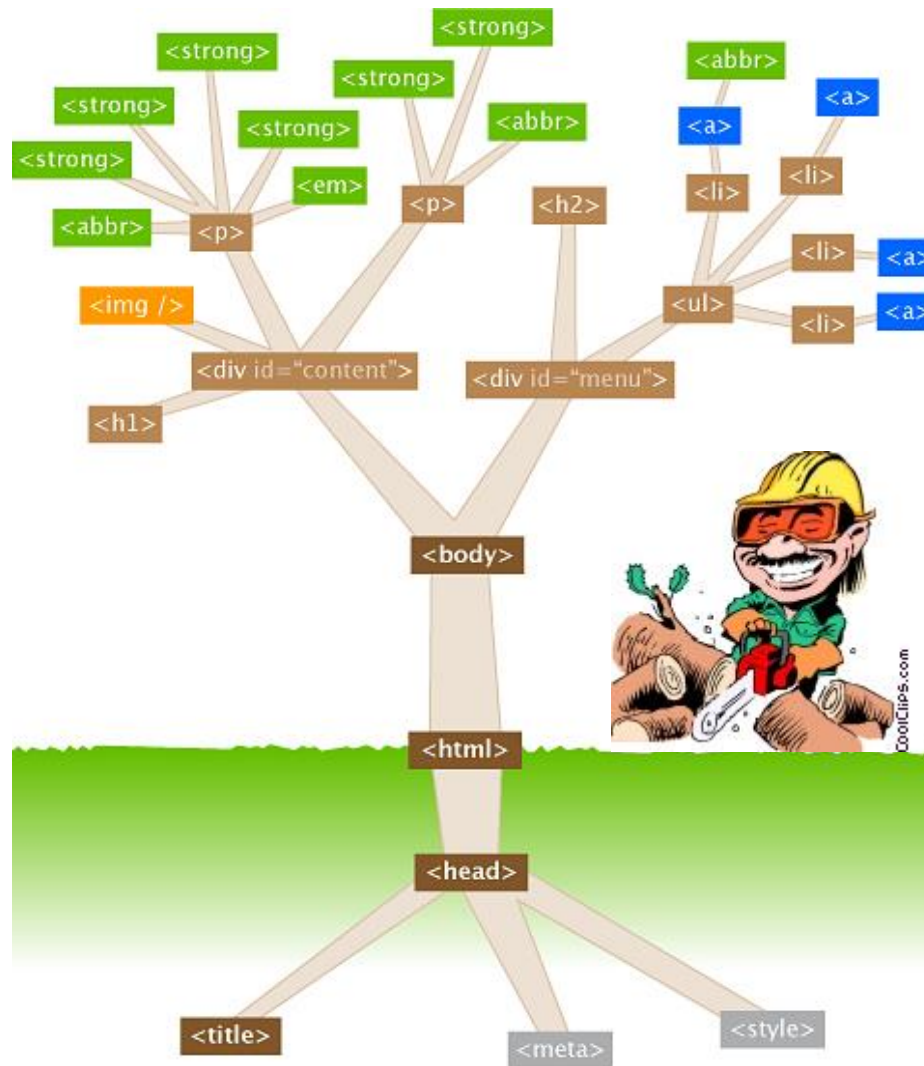 <strong>
<strong>
<abbr>
<strong>
<strong>
<a>
<strong>
<strong>
<abbr>
<a>
<strong>
<em>
<p>
<li>
<li>
<abbr>
<p>
<h2>
<li>
<a>
<img />
<ul>
<li>
<a>
<div id="content">
<div id="menu">
<h1>
<body>
CoolClips.com
<html>
<head>
<title>
<meta>
<style>